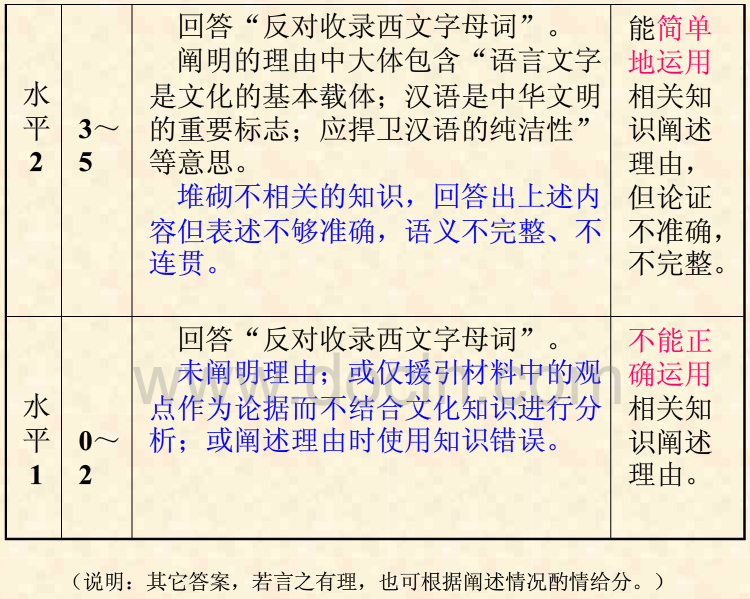 水
平
2
3～
5
回答“反对收录西文字母词”。
阐明的理由中大体包含“语言文字
是文化的基本载体；汉语是中华文明
的重要标志；应捍卫汉语的纯洁性”
等意思。
堆砌不相关的知识，回答出上述内
容但表述不够准确，语义不完整、不
连贯。
能简单
地运用
相关知
识阐述
理由，
但论证
不准确，
不完整。
水
平
1
0～
2
回答“反对收录西文字母词”。
未阐明理由；或仅援引材料中的观
点作为论据而不结合文化知识进行分
析；或阐述理由时使用知识错误。
不能正
确运用
相关知
识阐述
理由。
www.docin.com
（说明：其它答案，若言之有理，也可根据阐述情况酌情给分。）